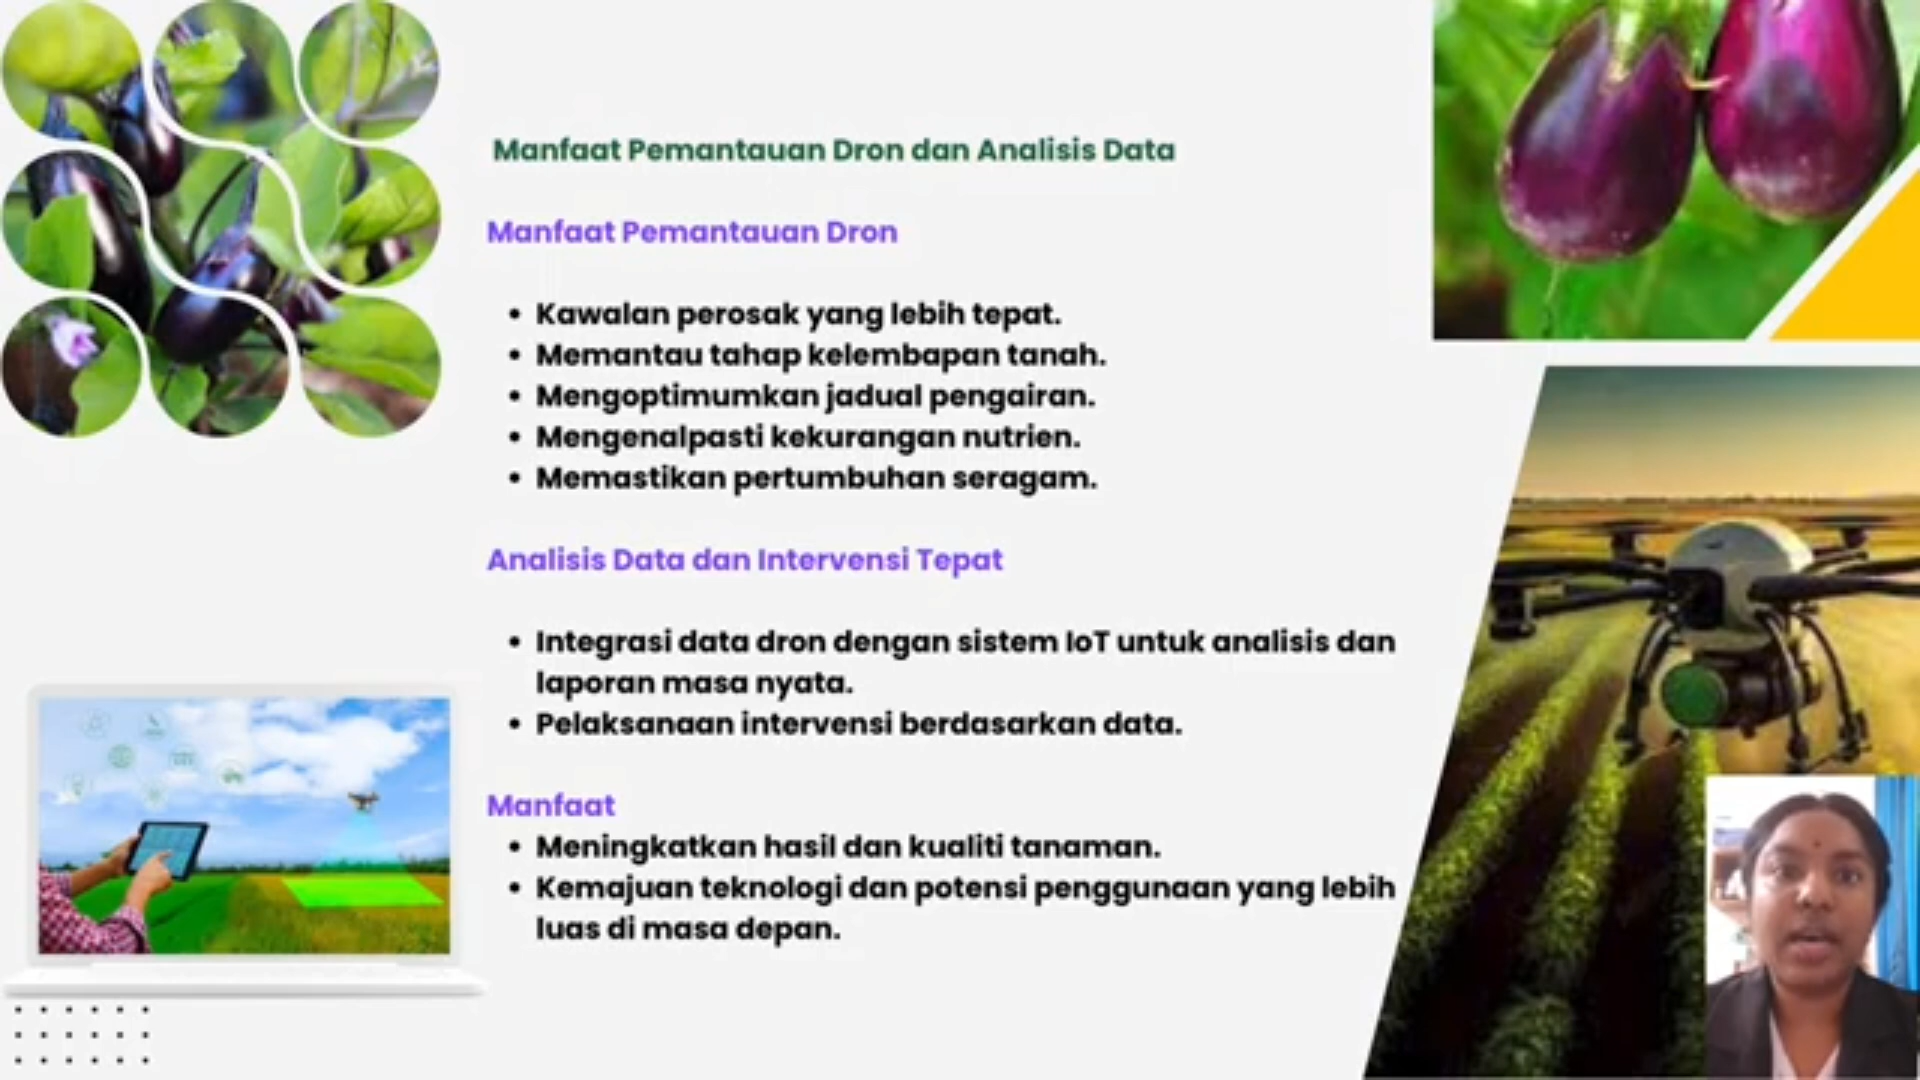 Manfaat Pemantauan Dron dan Analisis Data
Manfaat Pemantauan Dron
• Kawalan perosak yang lebih tepat.
• Memantau tahap kelembapan tanah.
• Mengoptimumkan jadual pengairan.
• Mengenalpasti kekurangan nutrien.
• Memastikan pertumbuhan seragam.
Analisis Data dan Intervensi Tepat
• Integrasi data dron dengan sistem IoT untuk analisis dan
laporan masa nyata.
• Pelaksanaan intervensi berdasarkan data.
Manfaat
• Meningkatkan hasil dan kualiti tanaman.
• Kemajuan teknologi dan potensi penggunaan yang lebih
luas di masa depan.